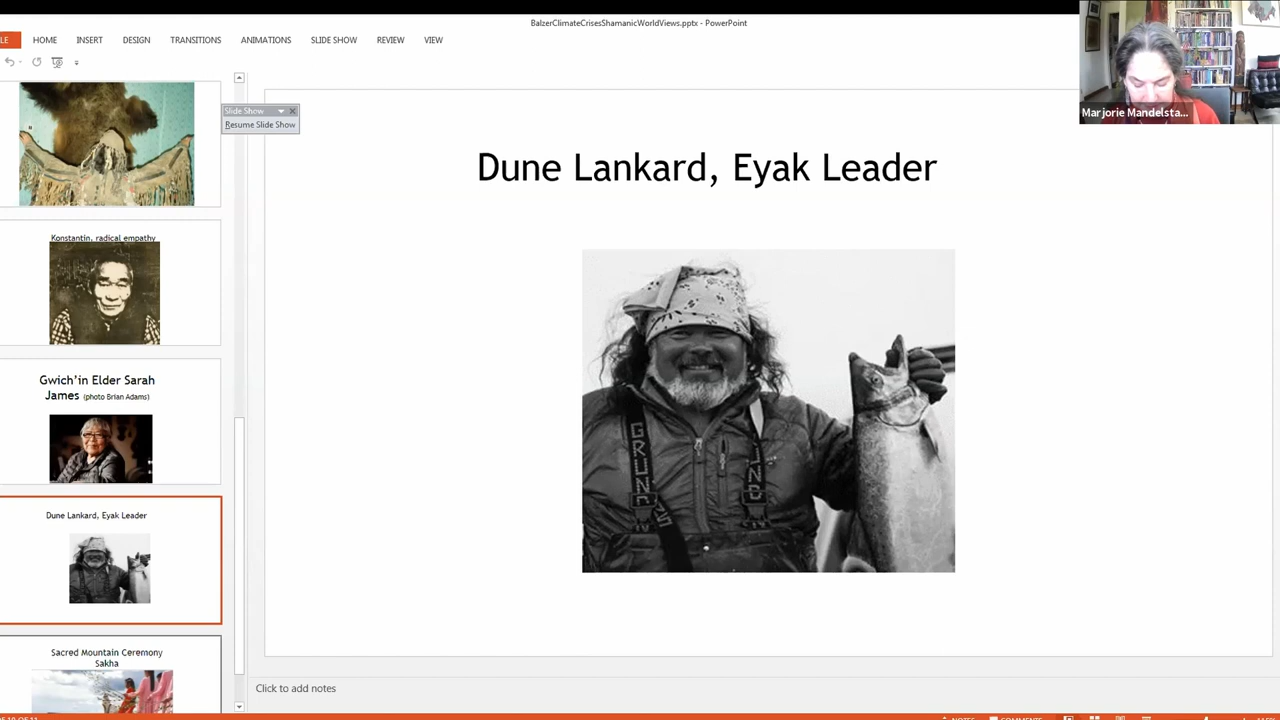 BalzerClimateCrisesShamanicWorldViews.pptx - PowerPoint
LE HOME INSERT DESIGN TRANSITIONS ANIMATIONS SLIDE SHOW REVIEW VIEW
Slide Show
Resume Slide Show
Marjorie Mandelsta...
Konstantin, radical empathy
Gwich’in Elder Sarah
James (photo Brian Adams)
Dune Lankard, Eyak Leader
Sacred Mountain Ceremony
Sakha
Dune Lankard, Eyak Leader
GRUND
Click to add notes
NOTES COMMENTS